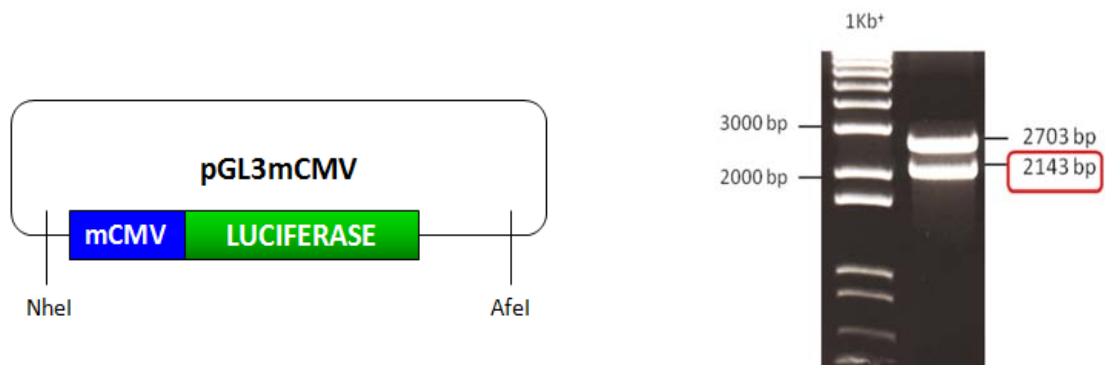 pGL3mCMV
mCMV
LUCIFERASE
NheI
AfeI
1Kb⁺
3000 bp
2000 bp
2703 bp
2143 bp